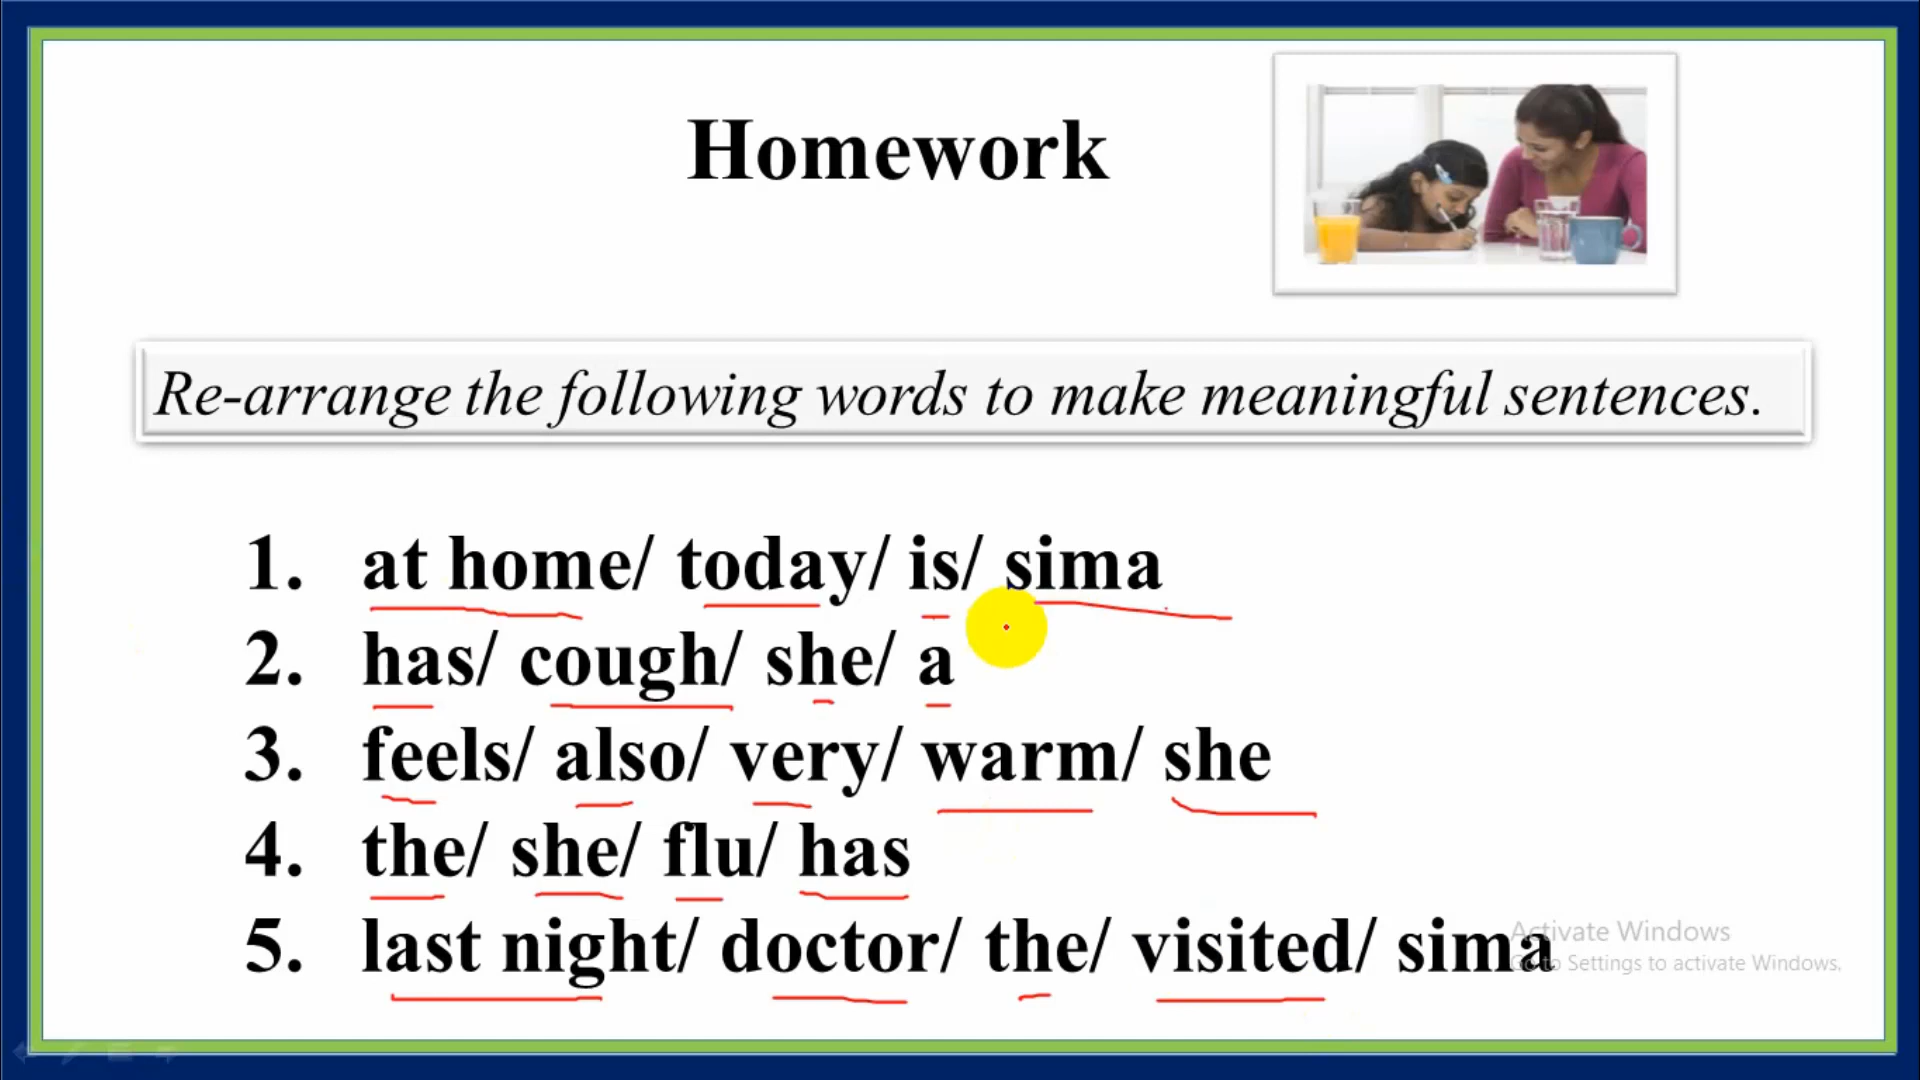 Homework
Re-arrange the following words to make meaningful sentences.
1. at home/ today/ is/ sima
2. has/ cough/ she/ a
3. feels/ also/ very/ warm/ she
4. the/ she/ flu/ has
5. last night/ doctor/ the/ visited/ sima
Activate Windows
Go to Settings to activate Windows.